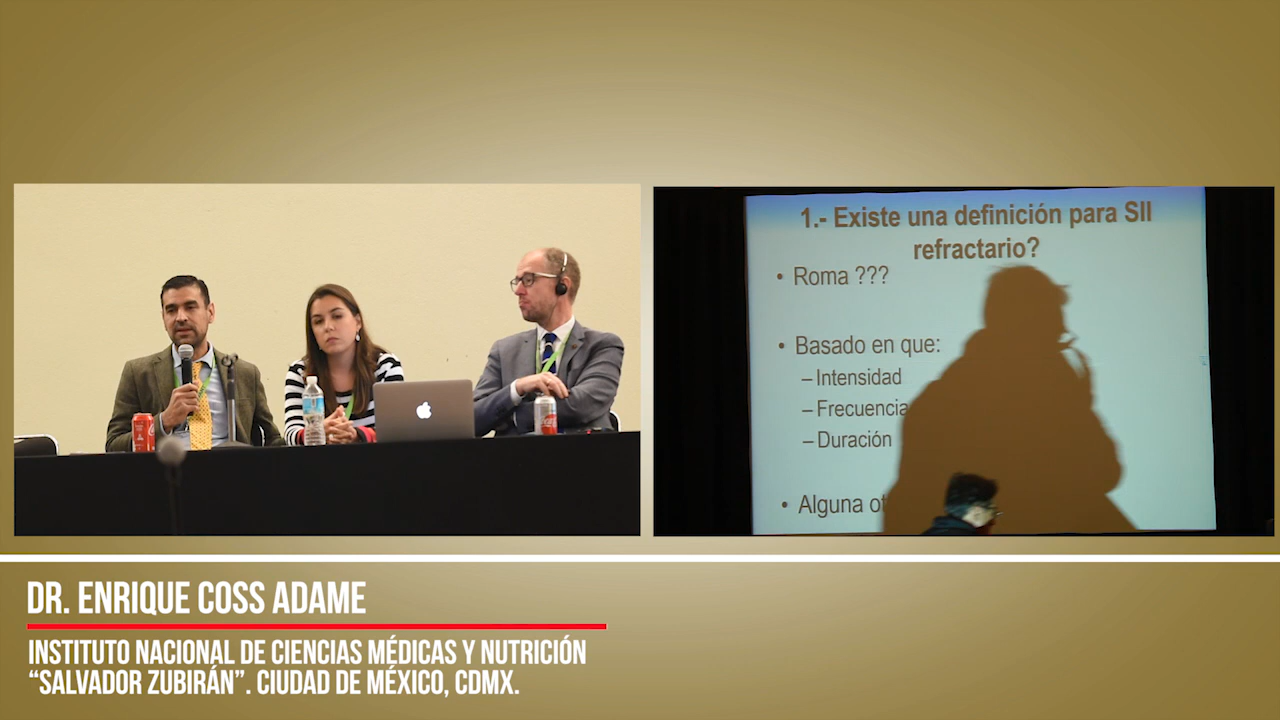 1.- Existe una definición para SII
refractario?
• Roma ???
• Basado en que:
– Intensidad
– Frecuencia
– Duración
• Alguna
DR. ENRIQUE COSS ADAME
INSTITUTO NACIONAL DE CIENCIAS MÉDICAS Y NUTRICIÓN
“SALVADOR ZUBIRÁN”. CIUDAD DE MÉXICO, CDMX.